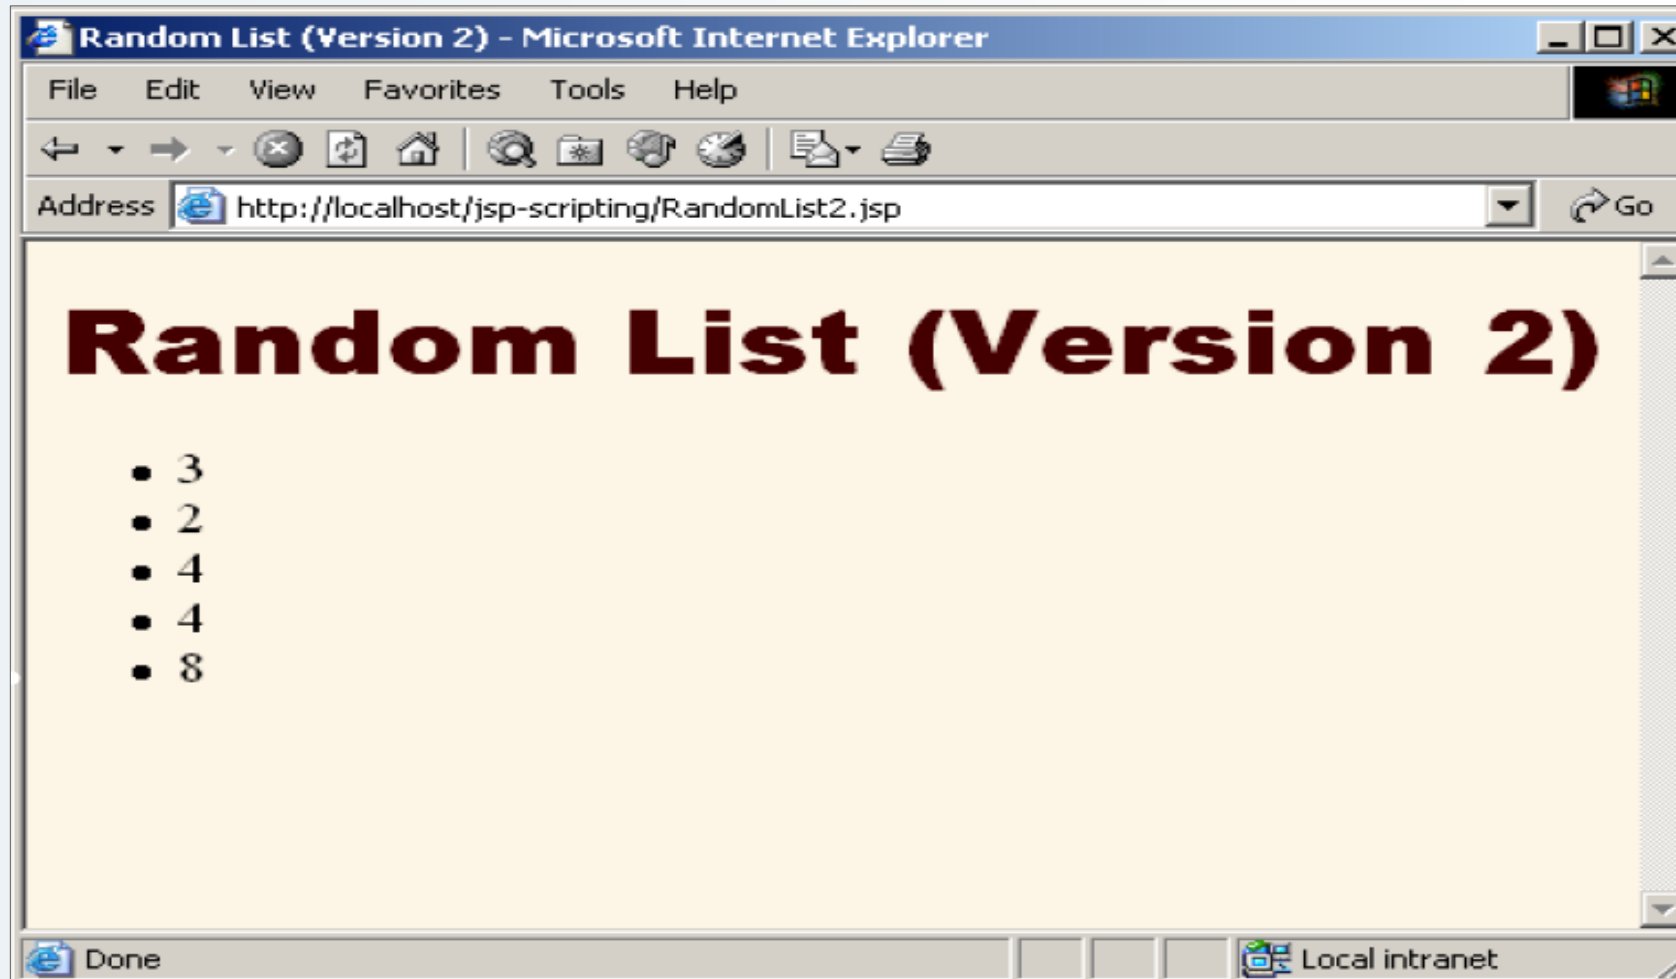 Random List (Version 2) - Microsoft Internet Explorer
File Edit View Favorites Tools Help
Address http://localhost/jsp-scripting/RandomList2.jsp Go
Random List (Version 2)
• 3
• 2
• 4
• 4
• 8
Done Local intranet